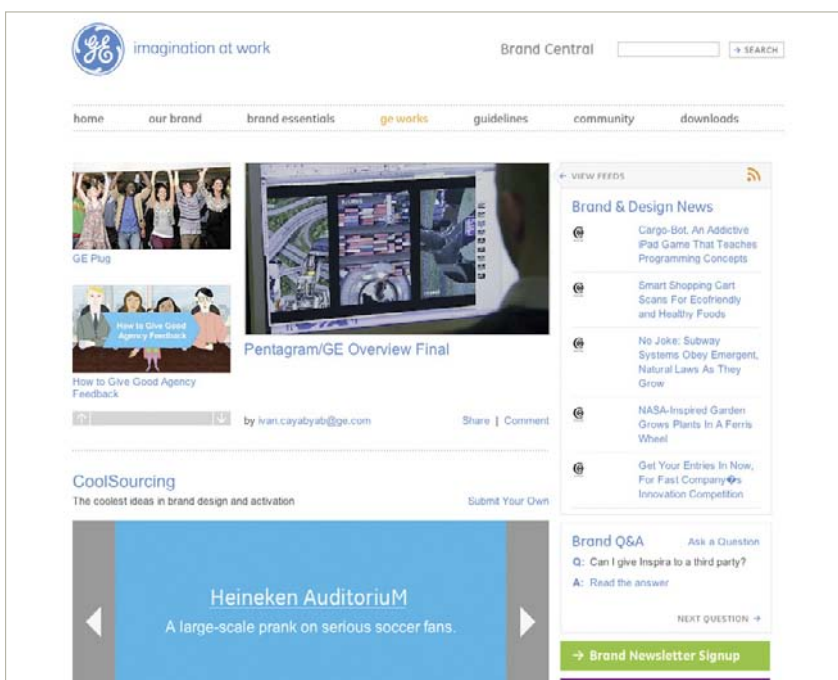 imagination at work
Brand Central
→ SEARCH
home our brand brand essentials ge works guidelines community downloads
GE Plug
How to Give Good
Agency Feedback
How to Give Good Agency
Feedback
Pentagram/GE Overview Final
by ivan.cayabyab@ge.com
Share | Comment
CoolSourcing
The coolest ideas in brand design and activation
Submit Your Own
Heineken AuditoriuM
A large-scale prank on serious soccer fans.
← VIEW FEEDS
Brand & Design News
Cargo-Bot, An Addictive
iPad Game That Teaches
Programming Concepts
Smart Shopping Cart
Scans For Ecofriendly
and Healthy Foods
No Joke: Subway
Systems Obey Emergent,
Natural Laws As They
Grow
NASA-Inspired Garden
Grows Plants In A Ferris
Wheel
Get Your Entries In Now,
For Fast Company�s
Innovation Competition
Brand Q&A
Ask a Question
Q: Can I give Inspira to a third party?
A: Read the answer
NEXT QUESTION →
→ Brand Newsletter Signup